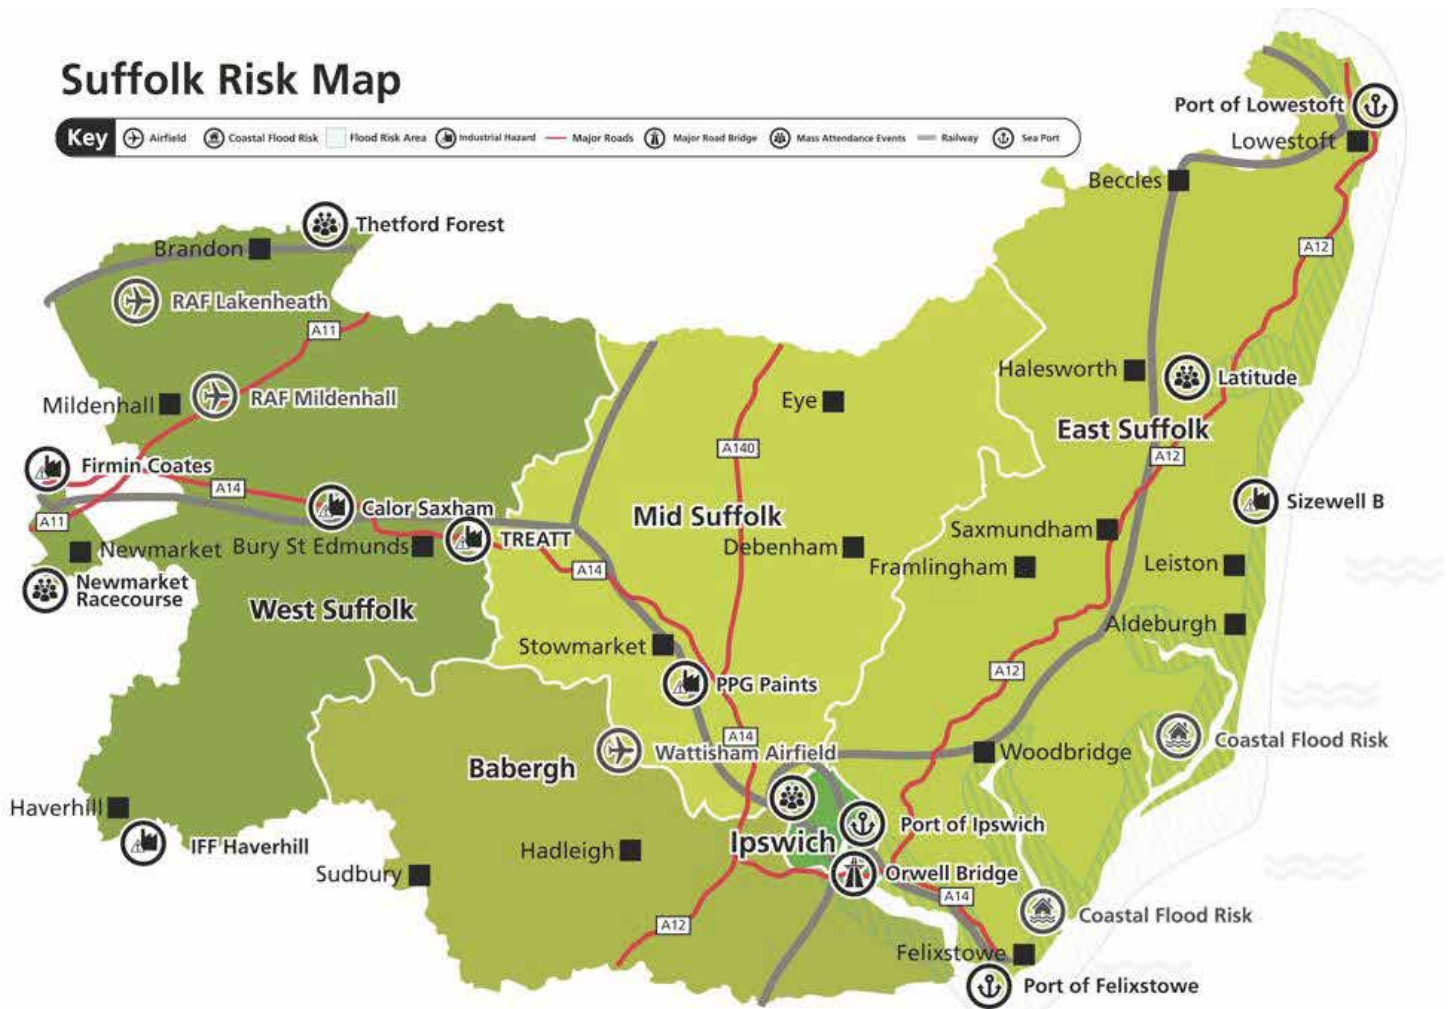 Suffolk Risk Map
Key
Airfield
Coastal Flood Risk
Flood Risk Area
Industrial Hazard
Major Roads
Major Road Bridge
Mass Attendance Events
Railway
Sea Port
Port of Lowestoft
Lowestoft
Beccles
A12
Thetford Forest
Brandon
RAF Lakenheath
A11
Mildenhall
RAF Mildenhall
Eye
Halesworth
Latitude
East Suffolk
A140
A12
Firmin Coates
A14
A11
Calor Saxham
Mid Suffolk
Sizewell B
Newmarket
Bury St Edmunds
TREATT
Debenham
Saxmundham
Framlingham
Leiston
A14
Newmarket
Racecourse
West Suffolk
Aldeburgh
Stowmarket
A12
PPG Paints
A14
Wattisham Airfield
Woodbridge
Coastal Flood Risk
Babergh
Haverhill
IFF Haverhill
Ipswich
Port of Ipswich
Hadleigh
Sudbury
Orwell Bridge
A14
A12
Coastal Flood Risk
Felixstowe
Port of Felixstowe